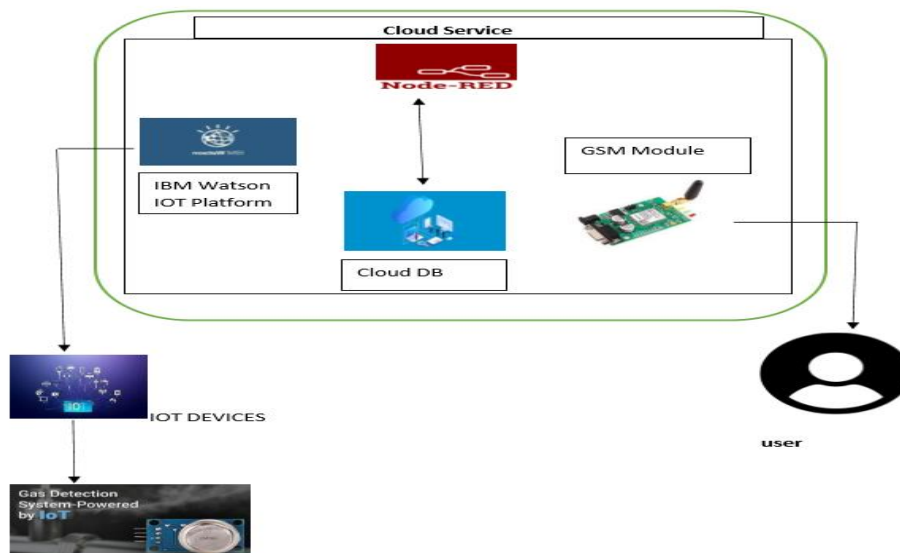 Cloud Service
Node-RED
IBM Watson
IOT Platform
GSM Module
Cloud DB
IOT DEVICES
user
Gas Detection
System-Powered
by IoT